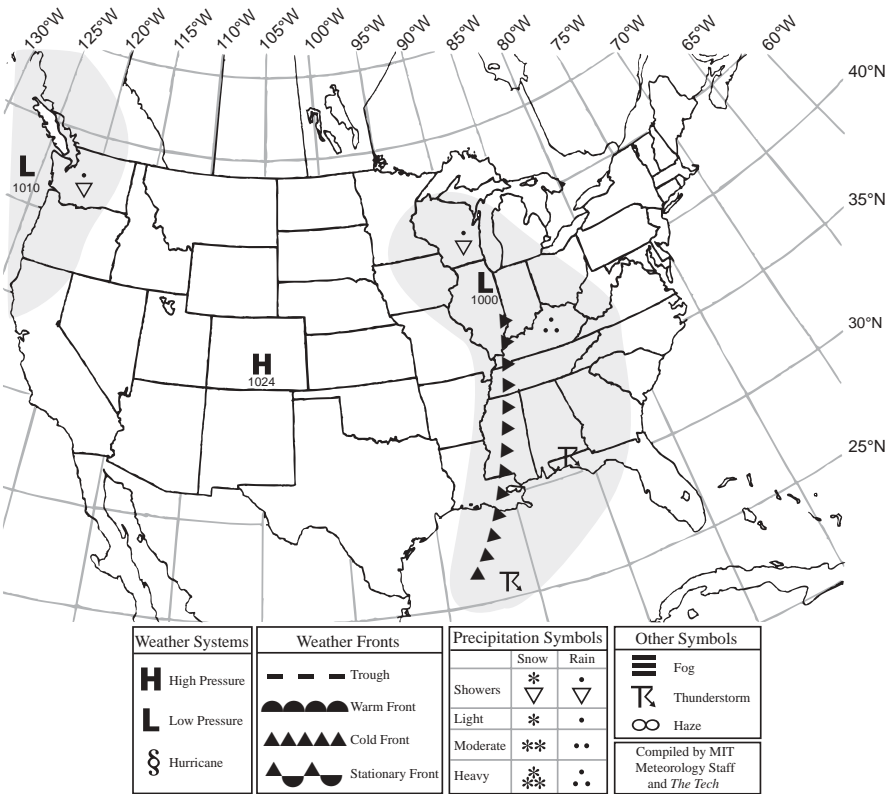 130°W 125°W 120°W 115°W 110°W 105°W 100°W 95°W 90°W 85°W 80°W 75°W 70°W 65°W 60°W
40°N
35°N
30°N
25°N
L
1010
L
1000
H
1024
Weather Systems
H High Pressure
L Low Pressure
§ Hurricane
Weather Fronts
Trough
Warm Front
Cold Front
Stationary Front
Precipitation Symbols
Snow Rain
Showers
Light
Moderate
Heavy
Other Symbols
Fog
Thunderstorm
Haze
Compiled by MIT
Meteorology Staff
and The Tech